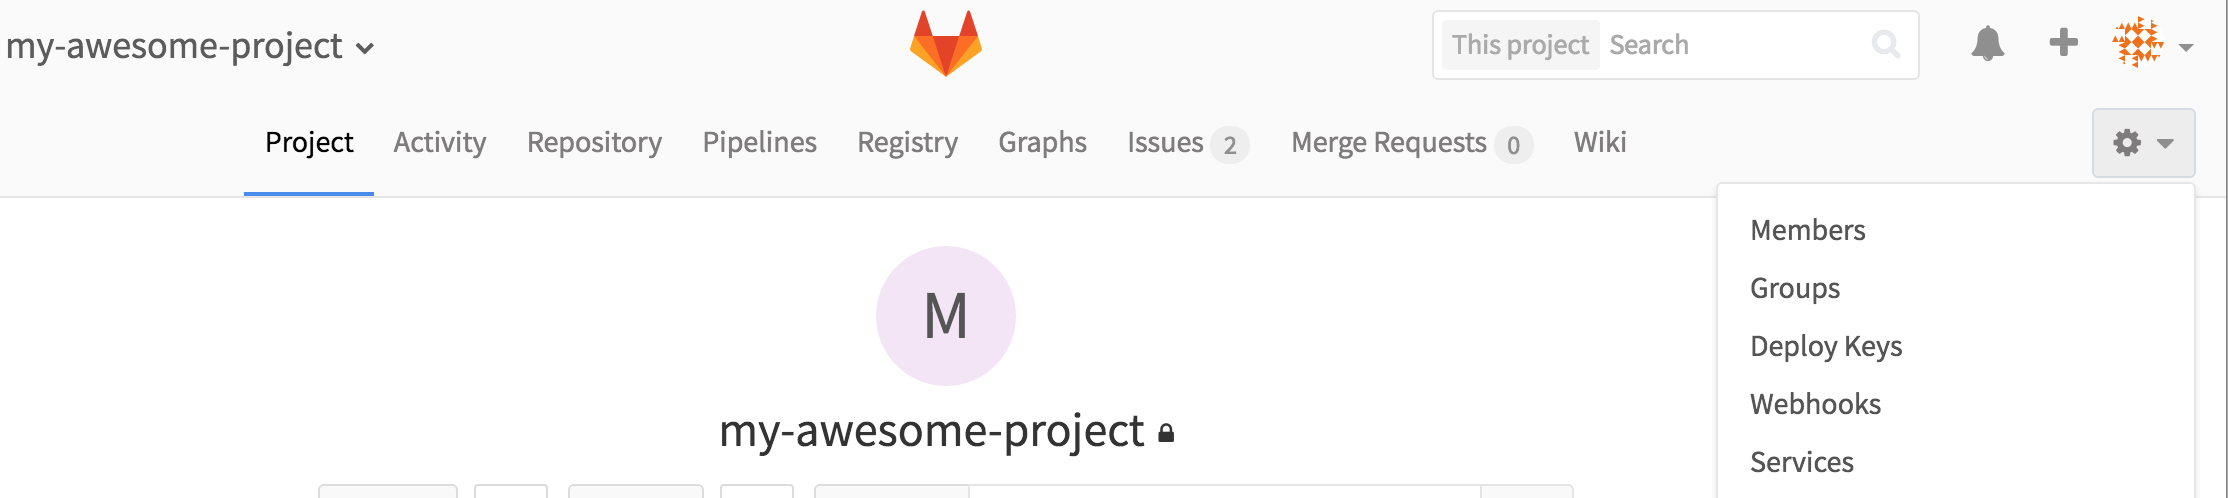 my-awesome-project
This project Search
Project Activity Repository Pipelines Registry Graphs Issues 2 Merge Requests 0 Wiki
Members
Groups
Deploy Keys
Webhooks
Services
M
my-awesome-project